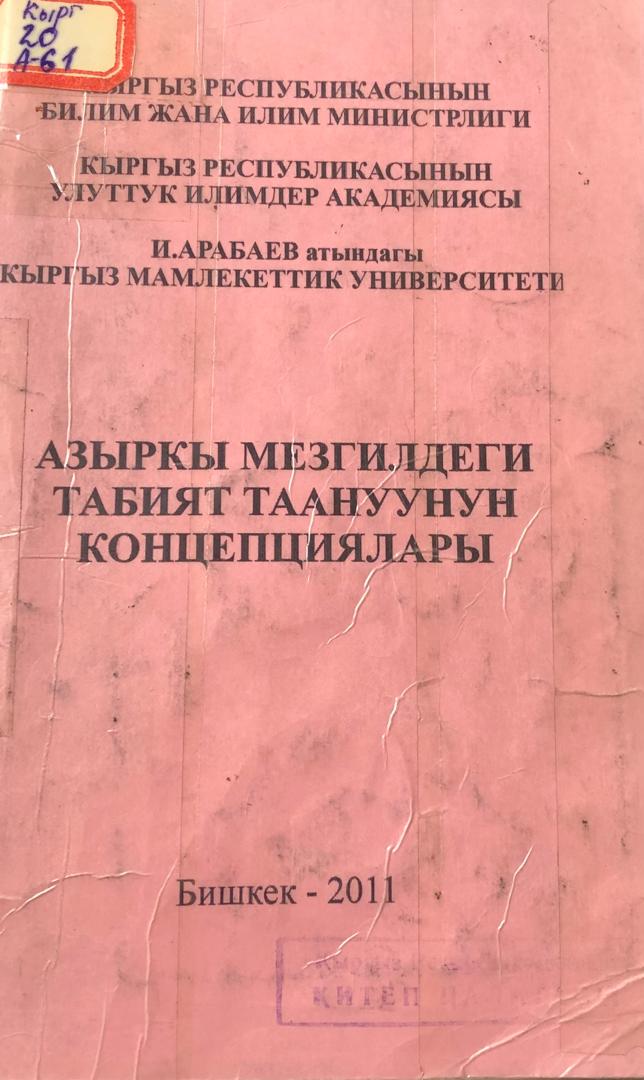 Кырг
20
А-61
ЫРГЫЗ РЕСПУБЛИКАСЫНЫН
БИЛИМ ЖАНА ИЛИМ МИНИСТРЛИГИ
КЫРГЫЗ РЕСПУБЛИКАСЫНЫН
УЛУТТУК ИЛИМДЕР АКАДЕМИЯСЫ
И.АРАБАЕВ атындагы
КЫРГЫЗ МАМЛЕКЕТТИК УНИВЕРСИТЕТИ
АЗЫРКЫ МЕЗГИЛДЕГИ
ТАБИЯТ ТААНУУНУН
КОНЦЕПЦИЯЛАРЫ
Бишкек - 2011
КИТЕП